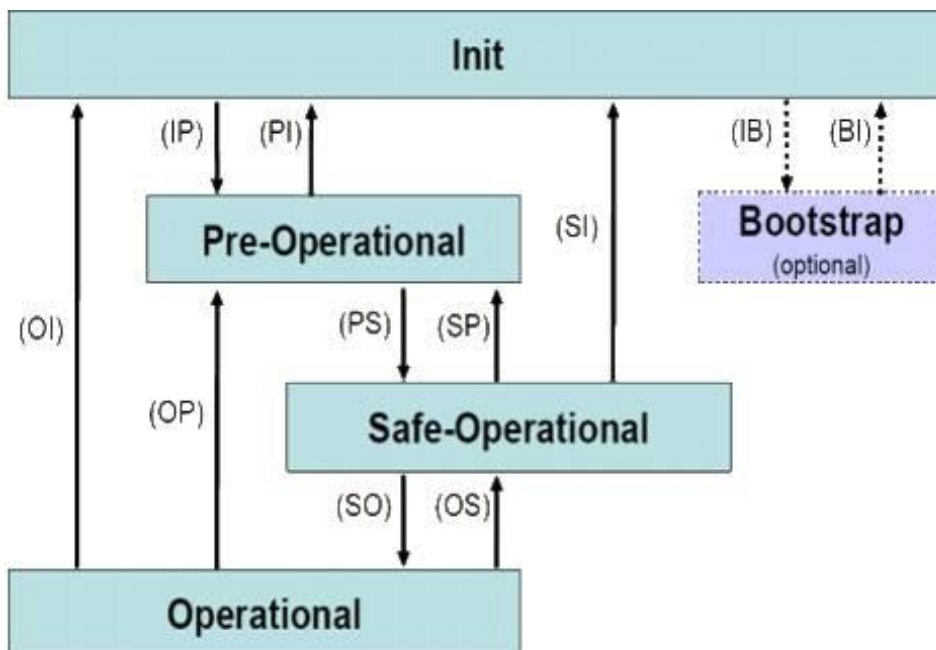 Init
(IP)
(PI)
(IB)
(BI)
Pre-Operational
(SI)
Bootstrap
(optional)
(OI)
(PS)
(SP)
(OP)
Safe-Operational
(SO)
(OS)
Operational